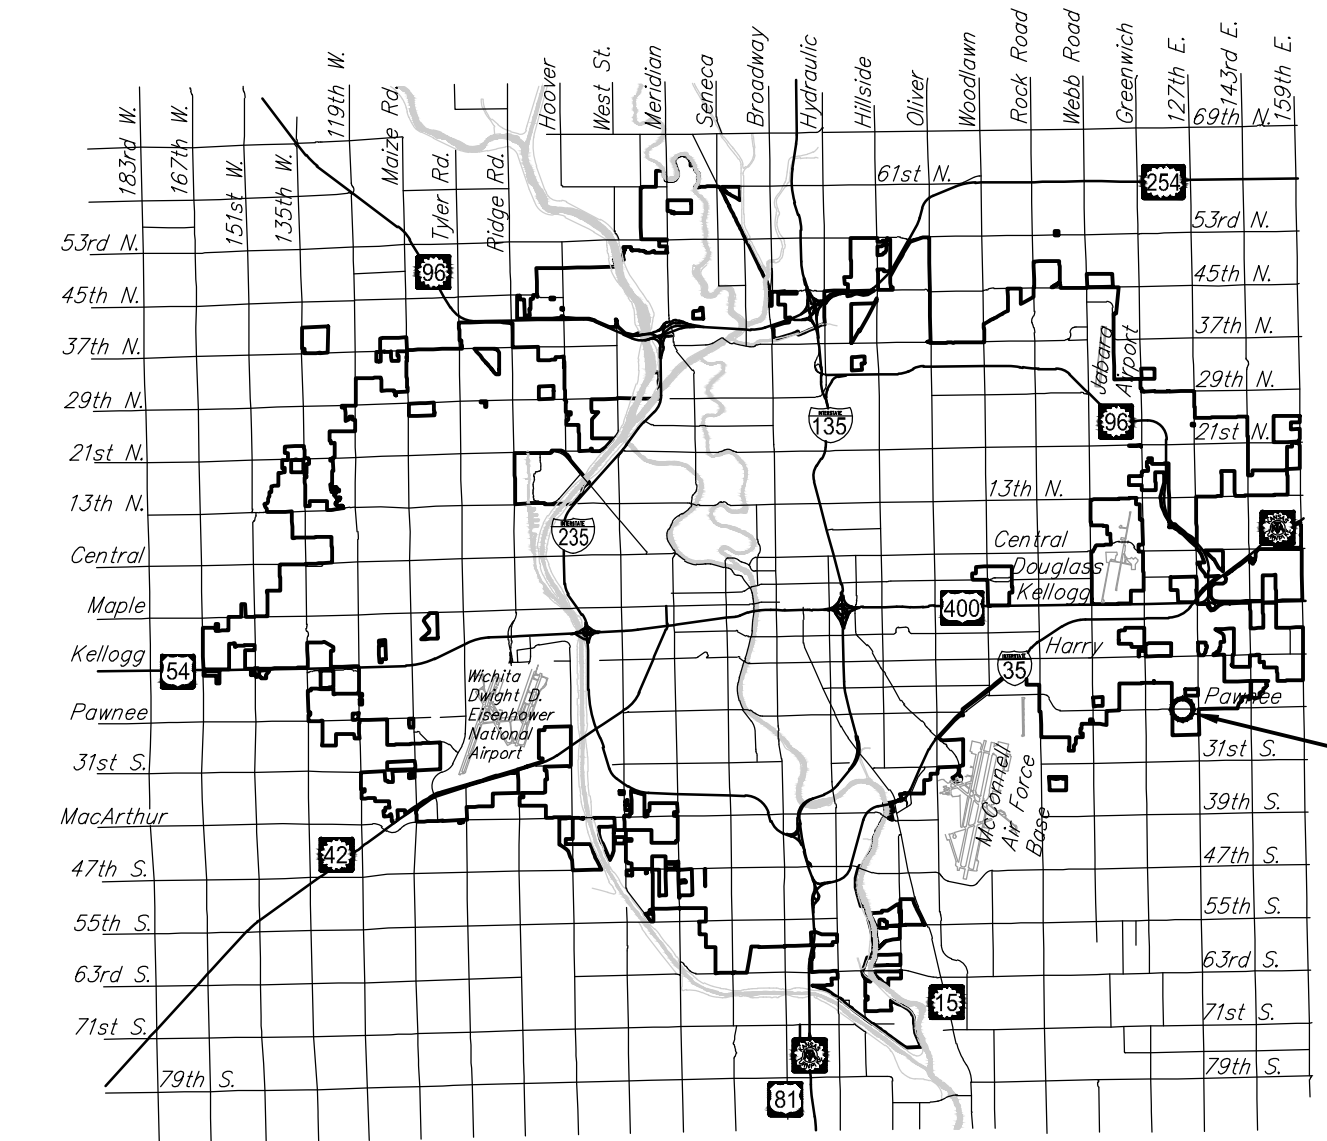 183rd W.
167th W.
151st W.
135th W.
119th W.
Maize Rd.
Tyler Rd.
Ridge Rd.
Hoover
West St.
Meridian
Seneca
Broadway
Hydraulic
Hillside
Oliver
Woodlawn
Rock Road
Webb Road
Greenwich
127th E.
143rd E.
159th E.
69th N.
61st N.
254
53rd N.
53rd N.
96
45th N.
45th N.
37th N.
37th N.
Jabara
Airport
29th N.
29th N.
INTERSTATE
135
96
21st N.
21st N.
13th N.
13th N.
INTERSTATE
235
Central
Central
Douglass
Kellogg
Maple
400
Kellogg
54
Harry
INTERSTATE
35
Wichita
Dwight D.
Eisenhower
National
Airport
Pawnee
Pawnee
31st S.
31st S.
McConnell
Air Force
Base
39th S.
MacArthur
42
47th S.
47th S.
55th S.
55th S.
63rd S.
63rd S.
15
71st S.
71st S.
KANSAS
79th S.
79th S.
81